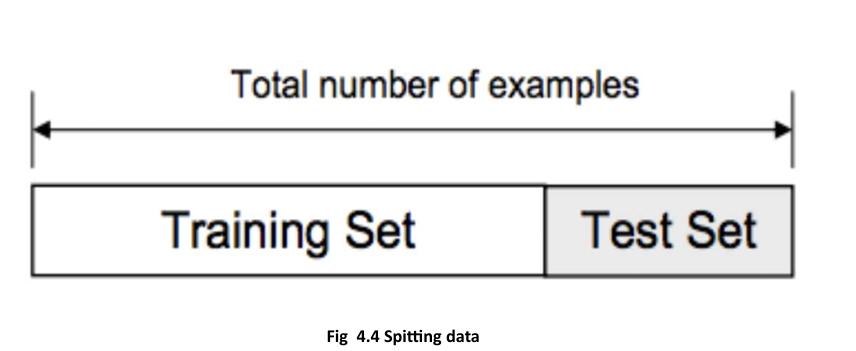 Total number of examples
Training Set Test Set
Fig 4.4 Spitting data